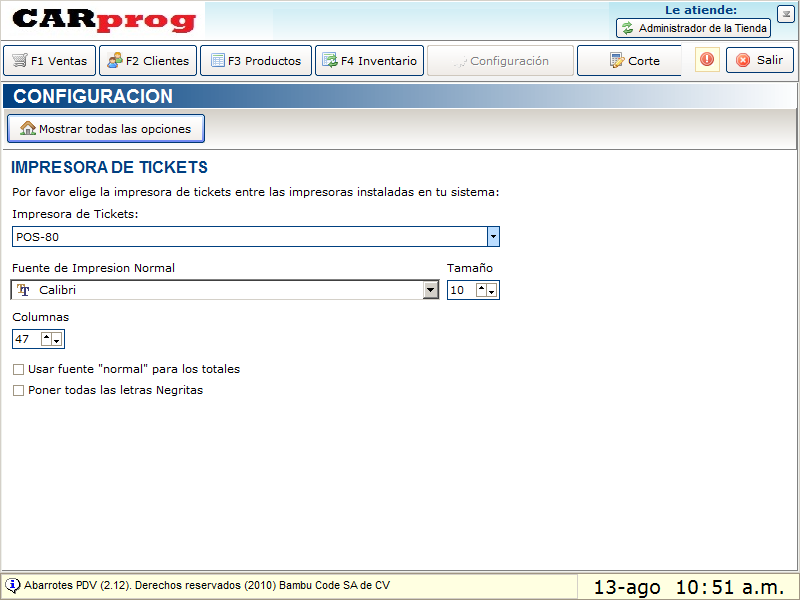 CARprog
Le atiende:
Administrador de la Tienda
F1 Ventas
F2 Clientes
F3 Productos
F4 Inventario
Configuración
Corte
Salir
CONFIGURACION
Mostrar todas las opciones
IMPRESORA DE TICKETS
Por favor elige la impresora de tickets entre las impresoras instaladas en tu sistema:
Impresora de Tickets:
POS-80
Fuente de Impresion Normal
Tamaño
Calibri
10
Columnas
47
Usar fuente "normal" para los totales
Poner todas las letras Negritas
Abarrotes PDV (2.12). Derechos reservados (2010) Bambu Code SA de CV
13-ago 10:51 a.m.